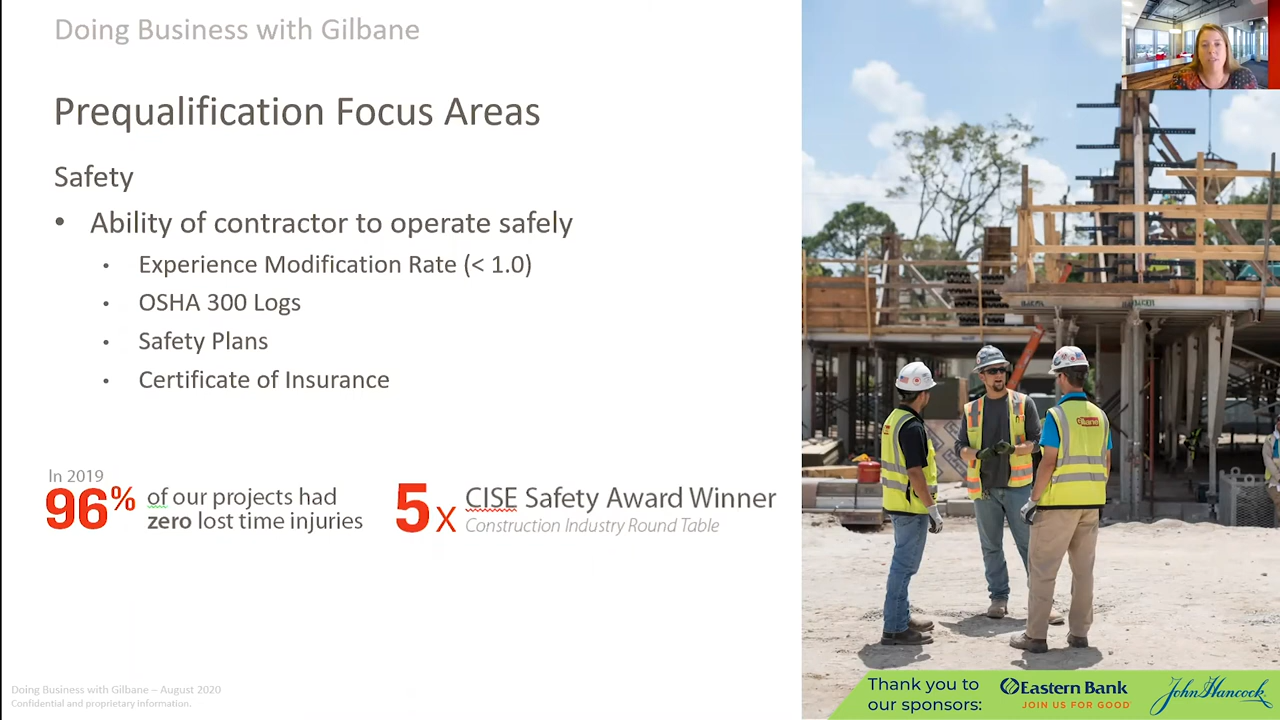 Doing Business with Gilbane
Prequalification Focus Areas
Safety
• Ability of contractor to operate safely
• Experience Modification Rate (< 1.0)
• OSHA 300 Logs
• Safety Plans
• Certificate of Insurance
In 2019
96% of our projects had
zero lost time injuries
5x CISE Safety Award Winner
Construction Industry Round Table
Gilbane
Doing Business with Gilbane – August 2020
Confidential and proprietary information.
Thank you to
our sponsors:
Eastern Bank
JOIN US FOR GOOD
John Hancock